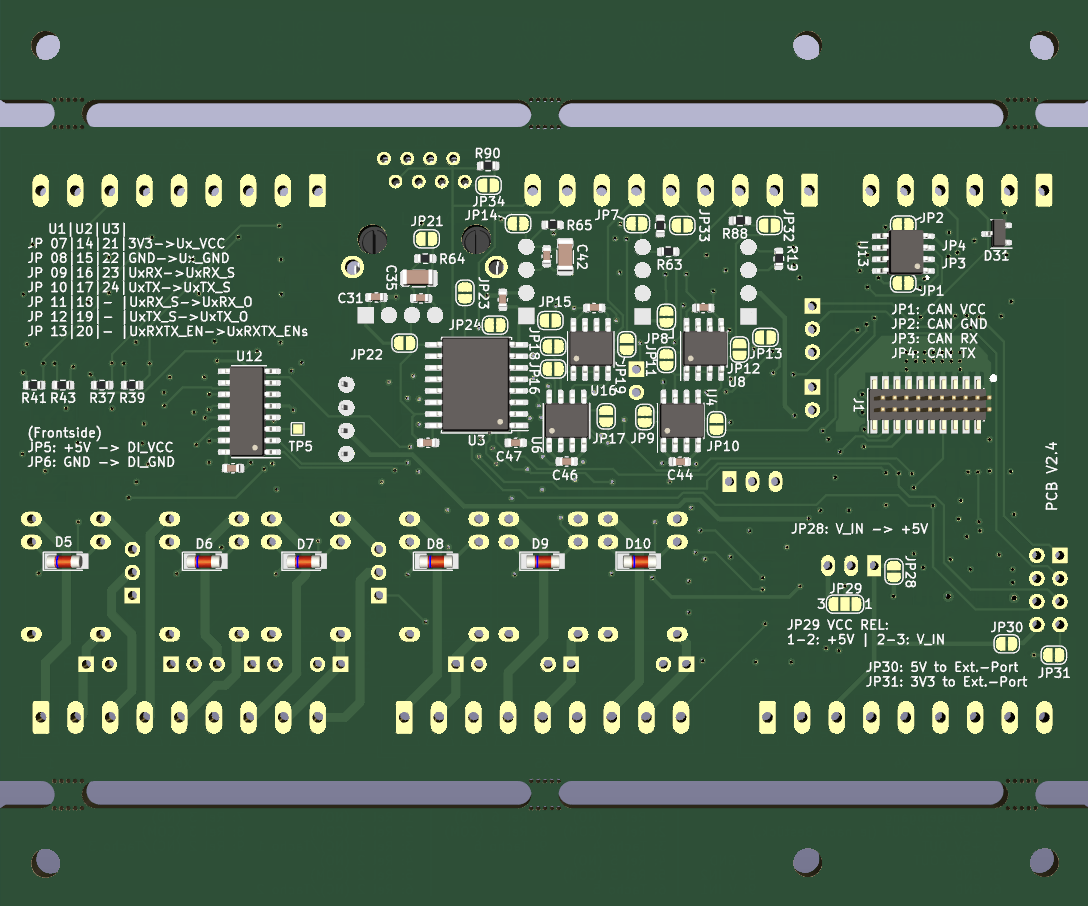 R90
JP34
JP14
JP21
R65
JP7
JP33
R88
JP32
JP2
U1|U2|U3|
JP 07|14| 21|3V3->Ux_VCC
JP 08|15| 22|GND->Ux_GND
JP 09|16| 23|UxRX->UxRX_S
JP 10|17| 24|UxTX->UxTX_S
JP 11|18| - |UxRX_S->UxRX_O
JP 12|19| - |UxTX_S->UxTX_O
JP 13|20| - |UxRXTX_EN->UxRXTX_ENs
R64
C42
R63
R13
U13
JP4
JP3
D31
C35
C31
JP23
JP1
JP15
JP24
JP1: CAN VCC
JP2: CAN GND
JP3: CAN RX
JP4: CAN TX
JP22
JP18
JP8
JP13
U12
JP16
U16
JP19
JP11
JP12
U8
R41
R43
R37
R39
U4
J1
(Frontside)
JP5: +5V -> DI_VCC
JP6: GND -> DI_GND
TP5
U3
C47
U6
JP17
JP9
JP10
C46
C44
PCB V2.4
JP28: V_IN -> +5V
D5
D6
D7
D8
D9
D10
JP28
JP29
3
1
JP29 VCC REL:
1-2: +5V | 2-3: V_IN
JP30
JP30: 5V to Ext.-Port
JP31: 3V3 to Ext.-Port
JP31